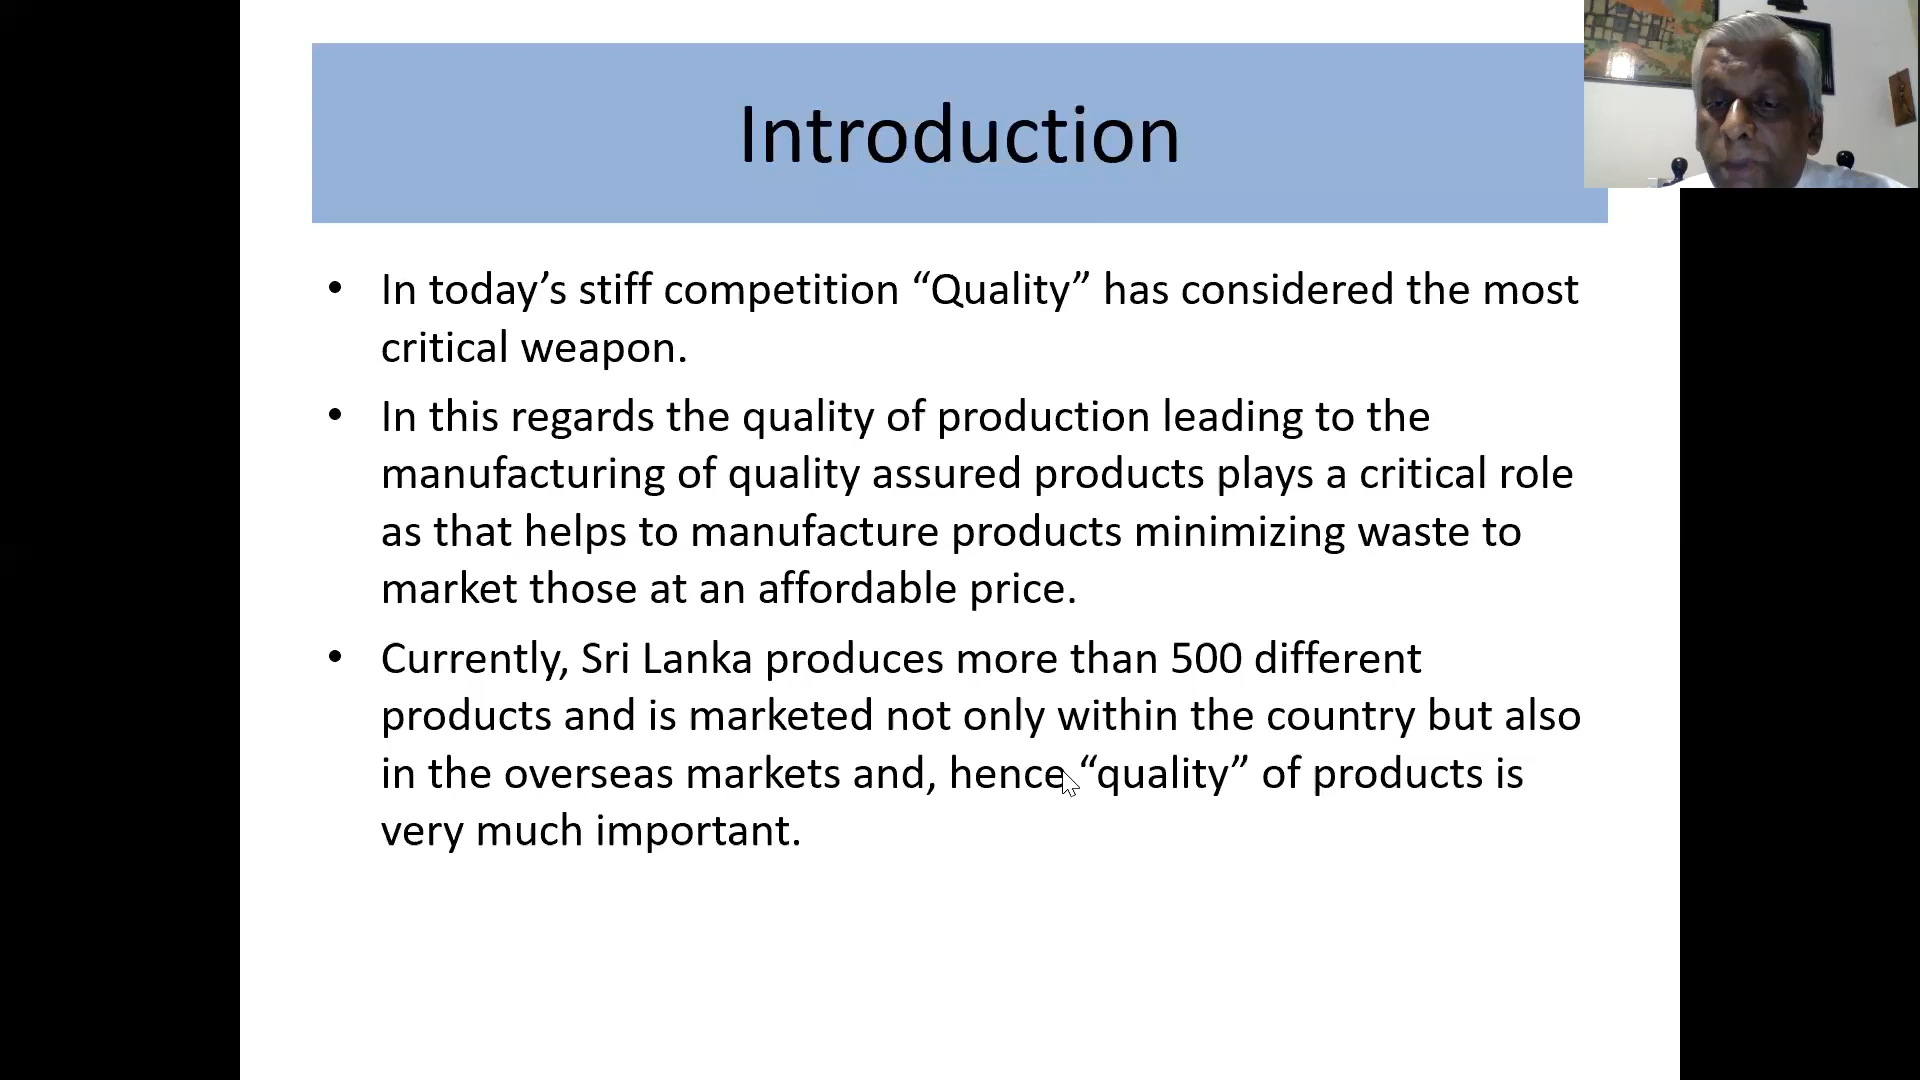 Introduction
• In today’s stiff competition “Quality” has considered the most
critical weapon.
• In this regards the quality of production leading to the
manufacturing of quality assured products plays a critical role
as that helps to manufacture products minimizing waste to
market those at an affordable price.
• Currently, Sri Lanka produces more than 500 different
products and is marketed not only within the country but also
in the overseas markets and, hence “quality” of products is
very much important.